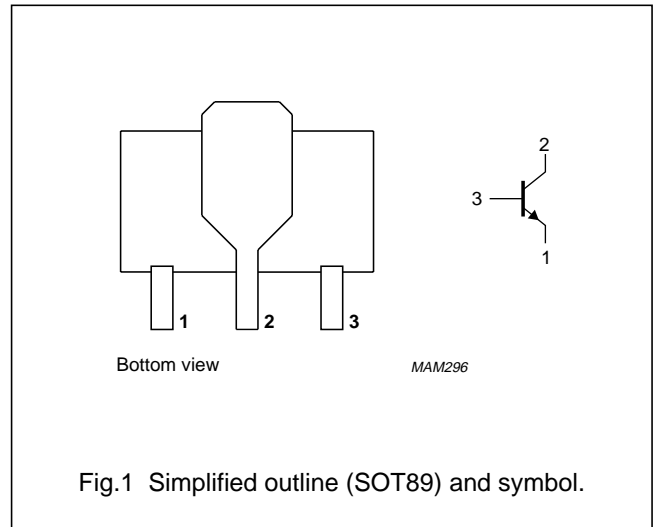 2
3
1
1 2 3
Bottom view MAM296
Fig.1 Simplified outline (SOT89) and symbol.